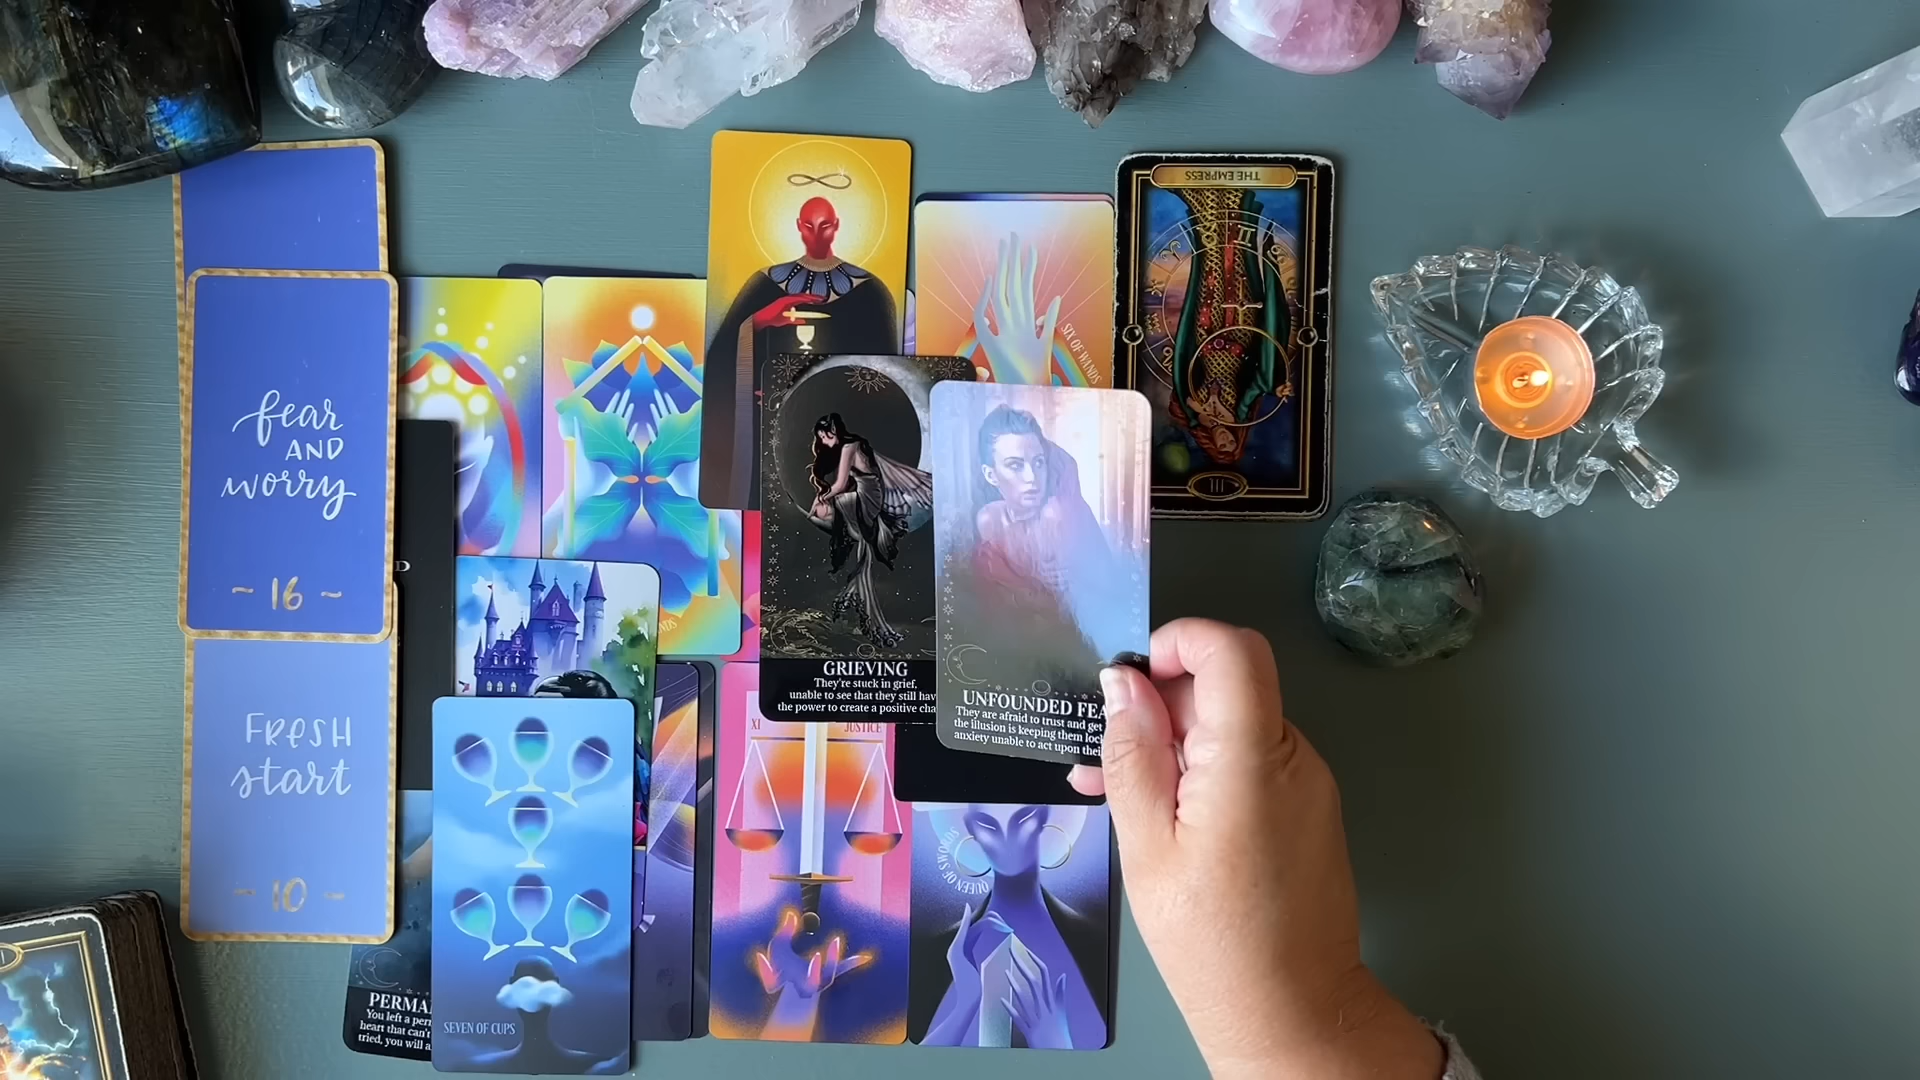 THE EMPRESS
III
SIX OF WANDS
fear
AND
worry
~ 16 ~
FRESH
start
~ 10 ~
GRIEVING
They're stuck in grief,
unable to see that they still hav
the power to create a positive cha
UNFOUNDED FEA
They are afraid to trust and get
the illusion is keeping them loc
anxiety unable to act upon thei
XI
JUSTICE
QUEEN OF SWORDS
PERMA
You left a per
heart that can't
tried, you will a
SEVEN OF CUPS